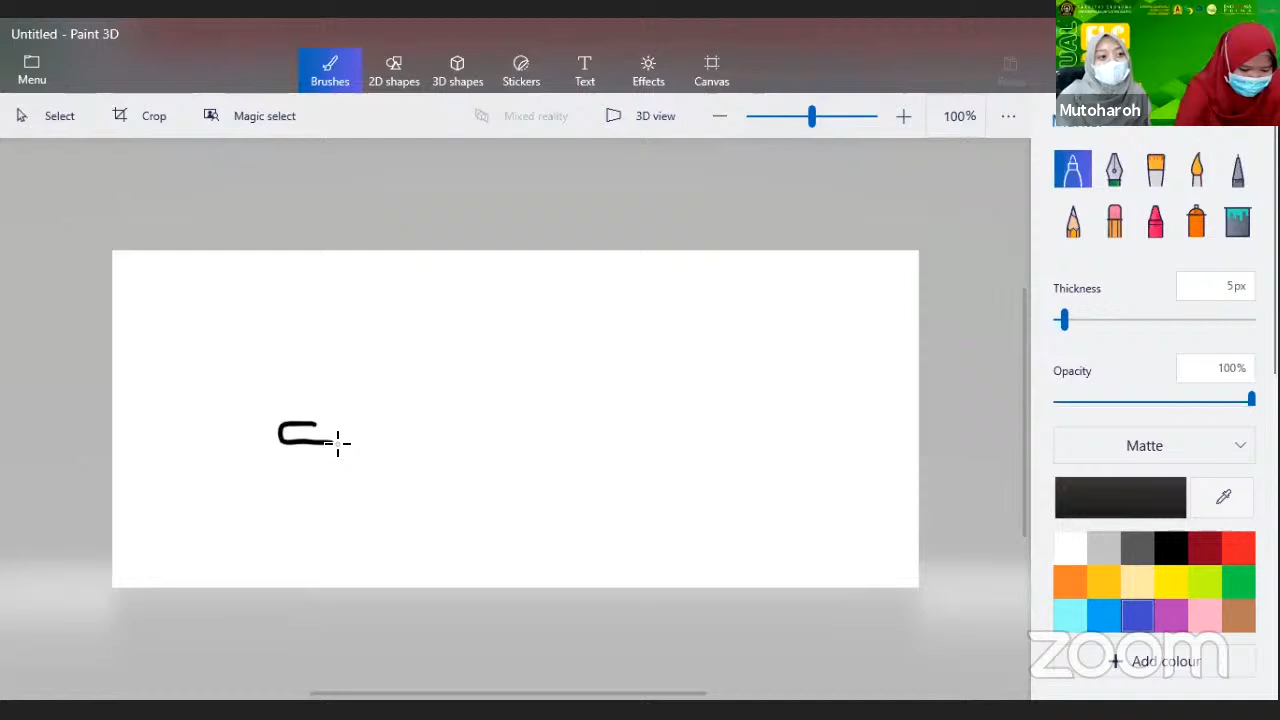 Untitled - Paint 3D
Menu
Brushes
2D shapes
3D shapes
Stickers
Text
Effects
Canvas
Select
Crop
Magic select
Mixed reality
3D view
100%
UAL
Mutoharoh
Thickness
5px
Opacity
100%
Matte
Add colour
zoom